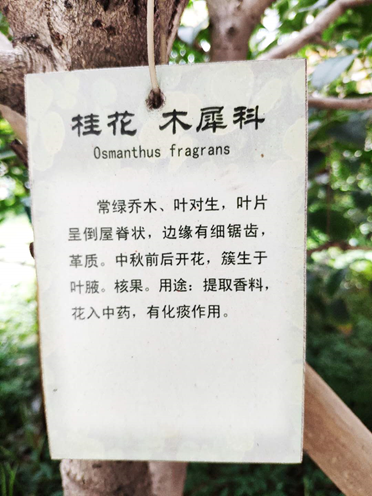 桂花 木犀科
Osmanthus fragrans
常绿乔木、叶对生，叶片
呈倒屋脊状，边缘有细锯齿，
革质。中秋前后开花，簇生于
叶腋。核果。用途：提取香料，
花入中药，有化痰作用。